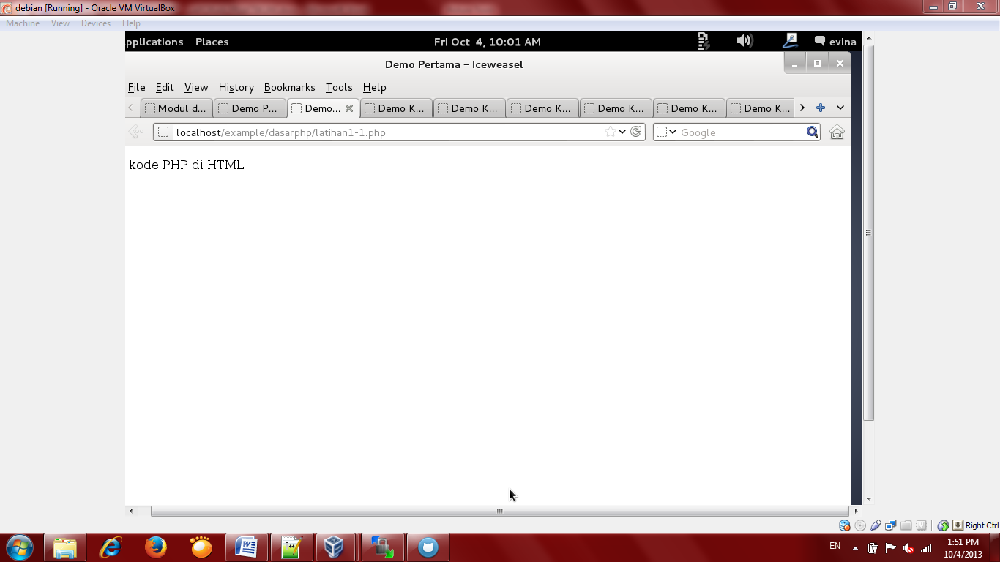 debian [Running] - Oracle VM VirtualBox
Machine View Devices Help
pplications Places Fri Oct 4, 10:01 AM evina
Demo Pertama - Iceweasel
File Edit View History Bookmarks Tools Help
Modul d... Demo P... Demo... Demo K... Demo K... Demo K... Demo K... Demo K... Demo K...
localhost/example/dasarphp/latihan1-1.php Google
kode PHP di HTML
Right Ctrl
EN 1:51 PM
10/4/2013